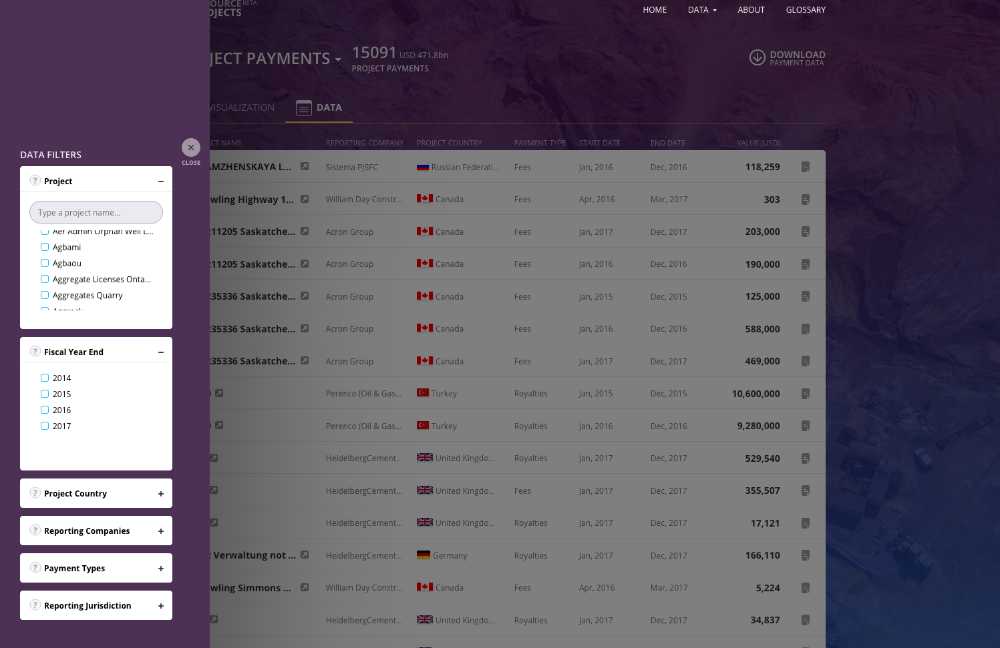 OURCE BETA
OJECTS
HOME DATA ABOUT GLOSSARY
JECT PAYMENTS
15091 USD 471.8bn
PROJECT PAYMENTS
DOWNLOAD
PAYMENT DATA
VISUALIZATION DATA
CLOSE
DATA FILTERS
? Project −
Type a project name...
Aer Admin Orphan Well L...
Agbami
Agbaou
Aggregate Licenses Onta...
Aggregates Quarry
? Fiscal Year End −
2014
2015
2016
2017
? Project Country +
? Reporting Companies +
? Payment Types +
? Reporting Jurisdiction +
CT NAME REPORTING COMPANY PROJECT COUNTRY PAYMENT TYPE START DATE END DATE VALUE (USD)
AMZHENSKAYA L... Sistema PJSFC Russian Federati... Fees Jan, 2016 Dec, 2016 118,259
wling Highway 1... William Day Constr... Canada Fees Apr, 2016 Mar, 2017 303
211205 Saskatche... Acron Group Canada Fees Jan, 2017 Dec, 2017 203,000
211205 Saskatche... Acron Group Canada Fees Jan, 2016 Dec, 2016 190,000
235336 Saskatche... Acron Group Canada Fees Jan, 2015 Dec, 2015 125,000
235336 Saskatche... Acron Group Canada Fees Jan, 2016 Dec, 2016 588,000
235336 Saskatche... Acron Group Canada Fees Jan, 2017 Dec, 2017 469,000
Perenco (Oil & Gas... Turkey Royalties Jan, 2015 Dec, 2015 10,600,000
Perenco (Oil & Gas... Turkey Royalties Jan, 2016 Dec, 2016 9,280,000
HeidelbergCement... United Kingdo... Royalties Jan, 2017 Dec, 2017 529,540
HeidelbergCement... United Kingdo... Fees Jan, 2017 Dec, 2017 355,507
HeidelbergCement... United Kingdo... Royalties Jan, 2017 Dec, 2017 17,121
2 Verwaltung not ... HeidelbergCement... Germany Royalties Jan, 2017 Dec, 2017 166,110
wling Simmons ... William Day Constr... Canada Fees Apr, 2016 Mar, 2017 5,224
HeidelbergCement... United Kingdo... Royalties Jan, 2017 Dec, 2017 34,837